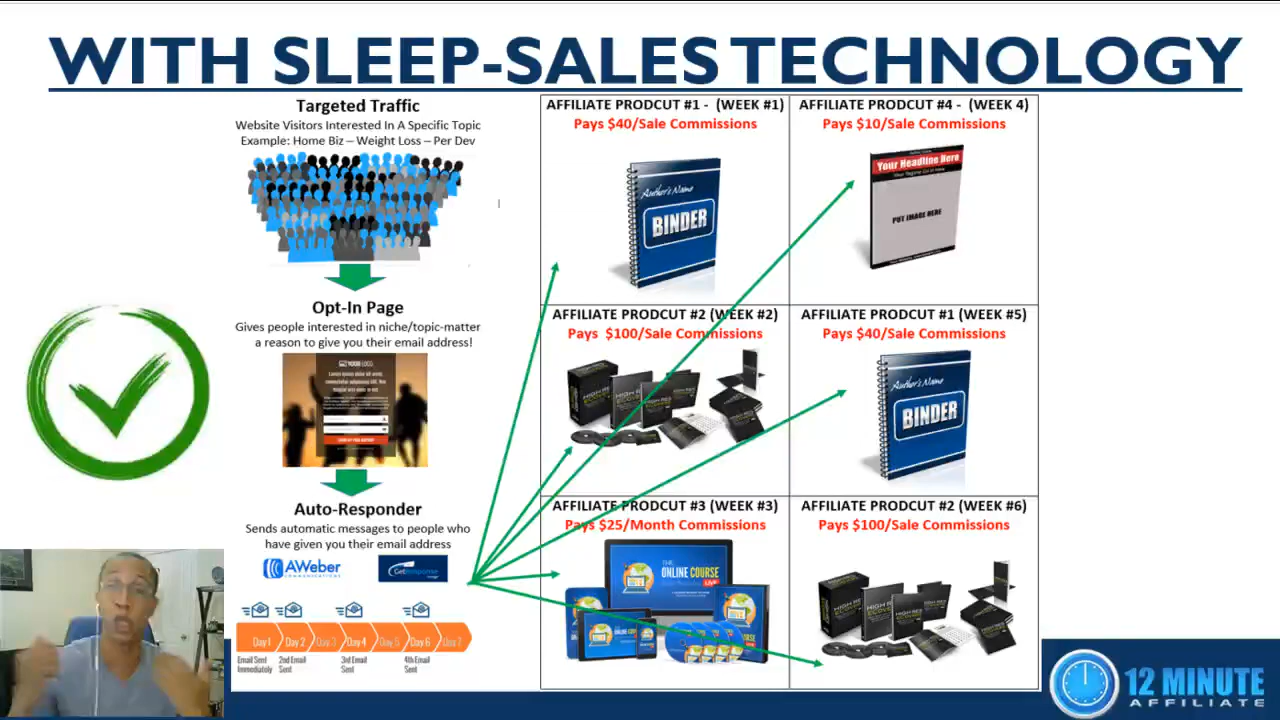 WITH SLEEP-SALES TECHNOLOGY
Targeted Traffic
Website Visitors Interested In A Specific Topic
Example: Home Biz – Weight Loss – Per Dev
Opt-In Page
Gives people interested in niche/topic-matter
a reason to give you their email address!
YOUR LOGO
Auto-Responder
Sends automatic messages to people who
have given you their email address
AWeber
COMMUNICATIONS
GetResponse
Day 1 Day 2 Day 3 Day 4 Day 5 Day 6 Day 7
Email Sent Immediately
2nd Email Sent
3rd Email Sent
4th Email Sent
AFFILIATE PRODCUT #1 - (WEEK #1)
Pays $40/Sale Commissions
Author's Name
BINDER
AFFILIATE PRODCUT #4 - (WEEK 4)
Pays $10/Sale Commissions
Your Headline Here
PUT IMAGE HERE
AFFILIATE PRODCUT #2 (WEEK #2)
Pays $100/Sale Commissions
AFFILIATE PRODCUT #1 (WEEK #5)
Pays $40/Sale Commissions
Author's Name
BINDER
AFFILIATE PRODCUT #3 (WEEK #3)
Pays $25/Month Commissions
THE
ONLINE COURSE
LIVE
AFFILIATE PRODCUT #2 (WEEK #6)
Pays $100/Sale Commissions
12 MINUTE
AFFILIATE